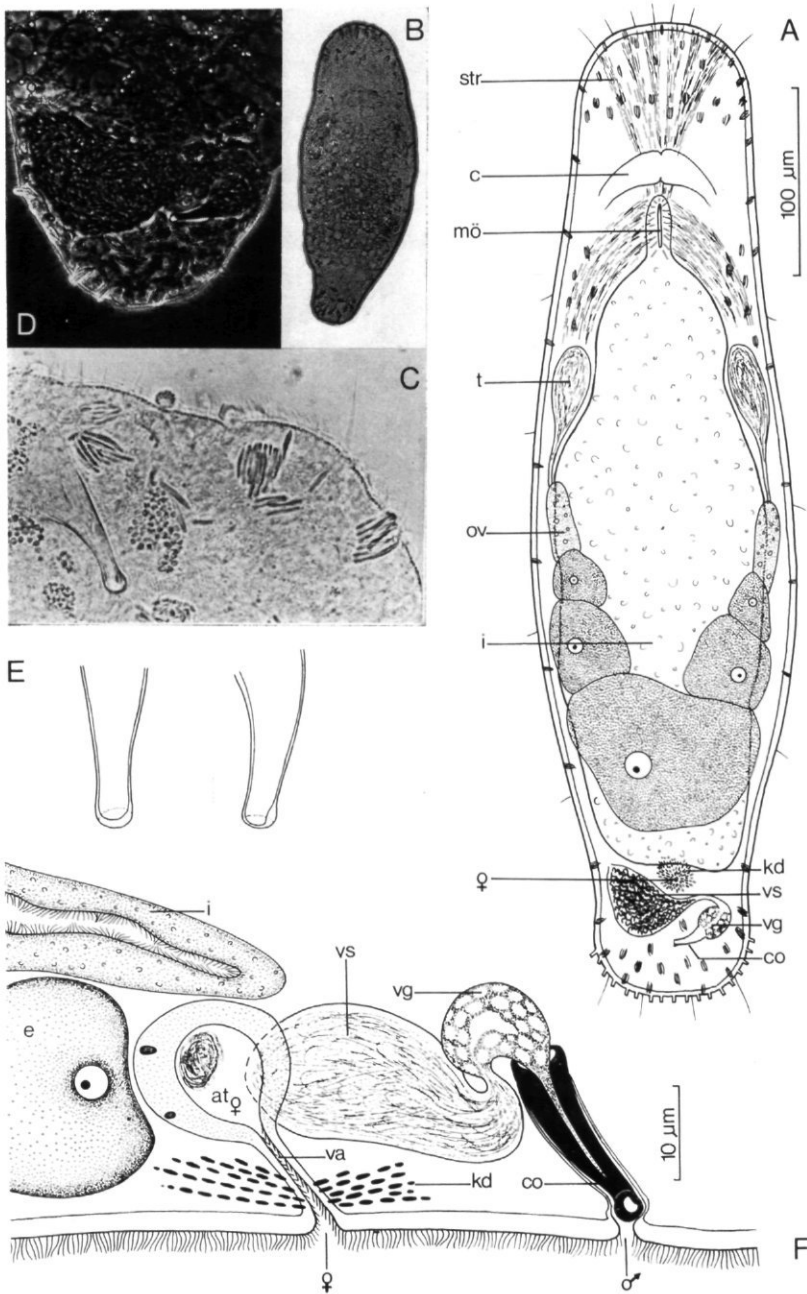 B
A
str
100 µm
c
mö
D
t
C
ov
i
E
♀
kd
vs
vg
co
i
vs
vg
e
at♀
va
kd
co
10 µm
♀
♂
F